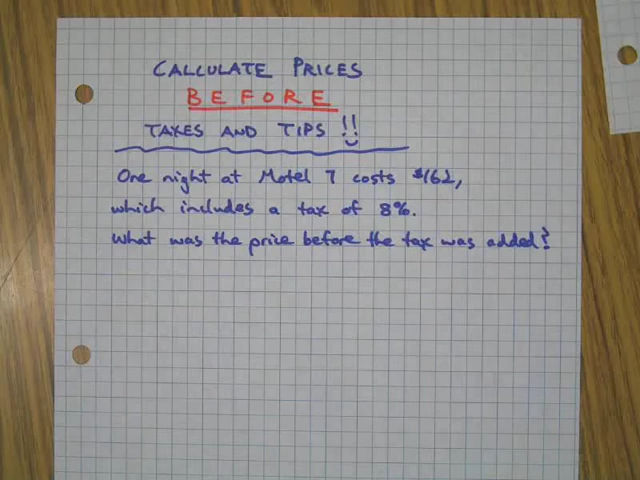 CALCULATE PRICES
BEFORE
TAXES AND TIPS !!
One night at Motel 7 costs $162,
which includes a tax of 8%.
What was the price before the tax was added?